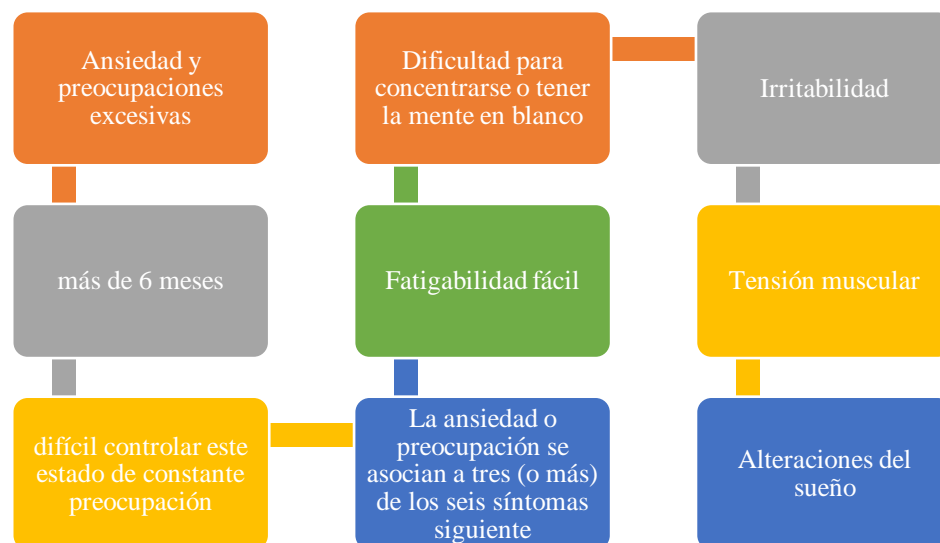 Ansiedad y
preocupaciones
excesivas
más de 6 meses
difícil controlar este
estado de constante
preocupación
La ansiedad o
preocupación se
asocian a tres (o más)
de los seis síntomas
siguiente
Fatigabilidad fácil
Dificultad para
concentrarse o tener
la mente en blanco
Irritabilidad
Tensión muscular
Alteraciones del
sueño